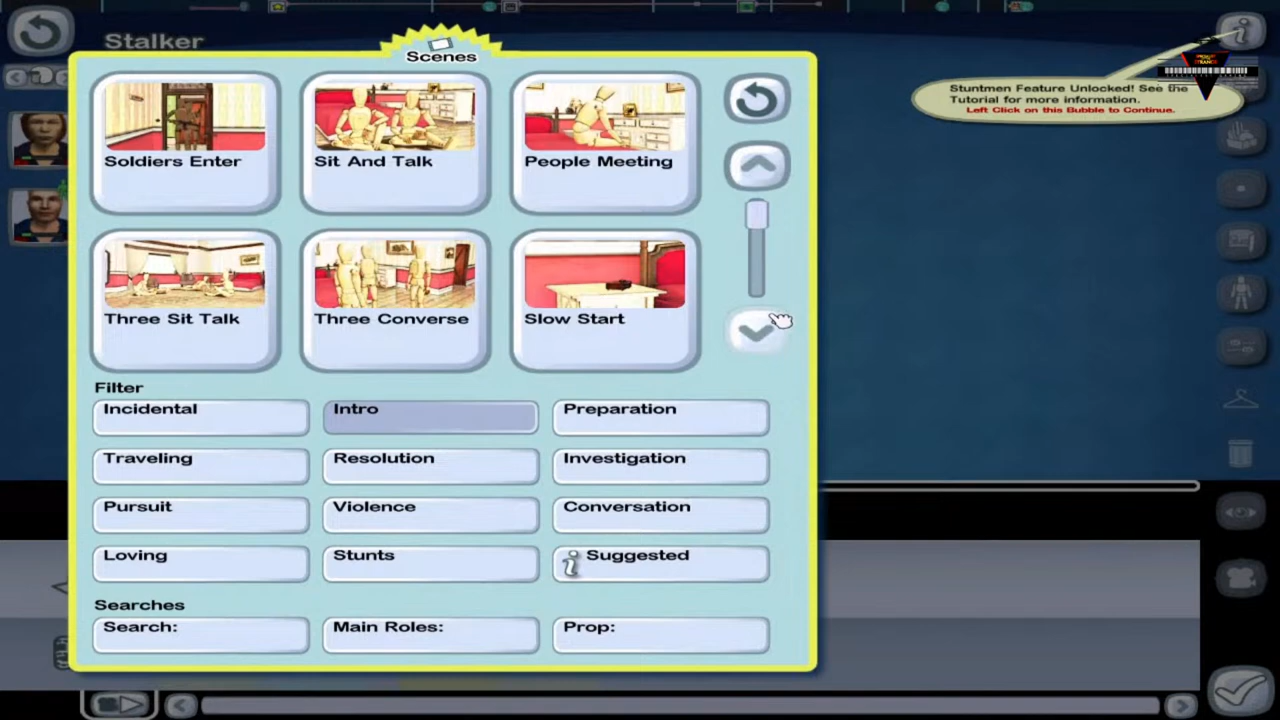 Stalker
Scenes
Stuntmen Feature Unlocked! See the
Tutorial for more information.
Left Click on this Bubble to Continue.
Soldiers Enter
Sit And Talk
People Meeting
Three Sit Talk
Three Converse
Slow Start
Filter
Incidental
Intro
Preparation
Traveling
Resolution
Investigation
Pursuit
Violence
Conversation
Loving
Stunts
Suggested
Searches
Search:
Main Roles:
Prop: